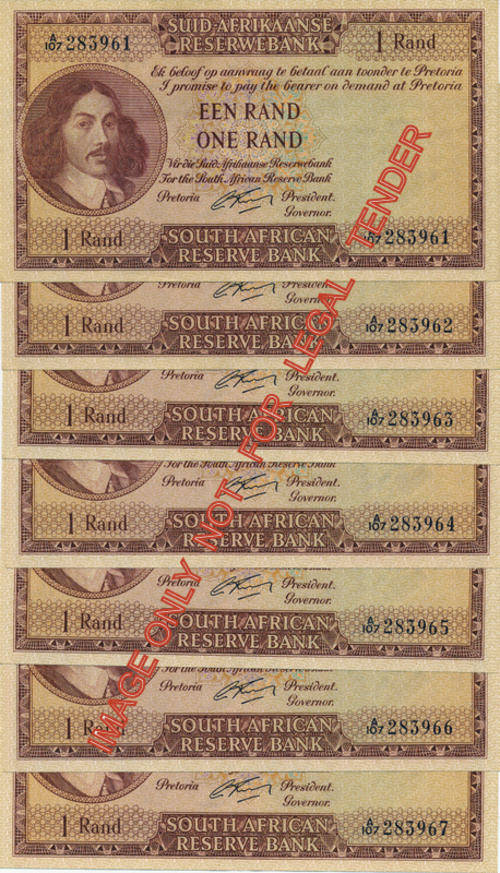 A/107 283961
SUID-AFRIKAANSE
RESERWEBANK
1 Rand
Ek beloof op aanvraag te betaal aan toonder te Pretoria
I promise to pay the bearer on demand at Pretoria
EEN RAND
ONE RAND
Vir die Suid-Afrikaanse Reserwebank
For the South African Reserve Bank
Pretoria President.
Governor.
1 Rand
SOUTH AFRICAN
RESERVE BANK
A/107 283961
Pretoria President.
Governor.
1 Rand
SOUTH AFRICAN
RESERVE BANK
A/107 283962
Pretoria President.
Governor.
1 Rand
SOUTH AFRICAN
RESERVE BANK
A/107 283963
For the South African Reserve Bank
Pretoria President.
Governor.
1 Rand
SOUTH AFRICAN
RESERVE BANK
A/107 283964
Pretoria President.
Governor.
1 Rand
SOUTH AFRICAN
RESERVE BANK
A/107 283965
For the South African Reserve Bank
Pretoria President.
Governor.
1 Rand
SOUTH AFRICAN
RESERVE BANK
A/107 283966
Pretoria President.
Governor.
1 Rand
SOUTH AFRICAN
RESERVE BANK
A/107 283967
IMAGE ONLY NOT FOR LEGAL TENDER